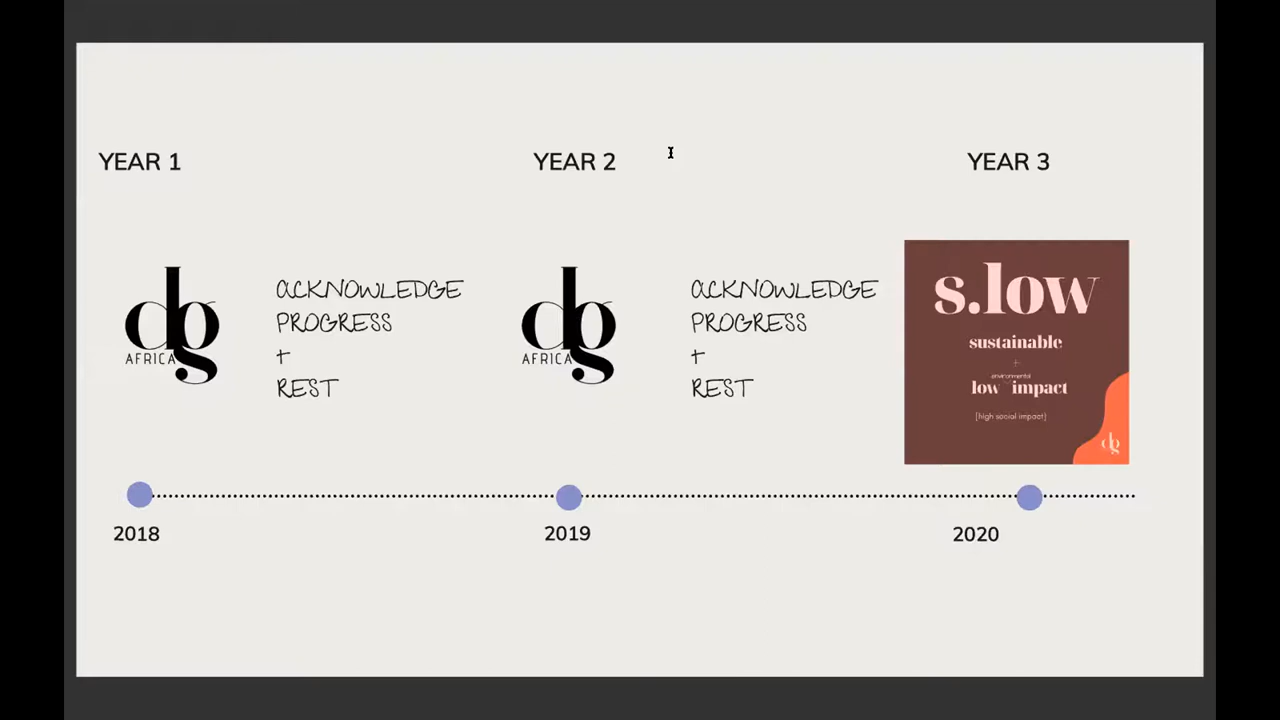 YEAR 1
YEAR 2
YEAR 3
dg
AFRICA
ACKNOWLEDGE
PROGRESS
+
REST
dg
AFRICA
ACKNOWLEDGE
PROGRESS
+
REST
s.low
sustainable
+
environmental
low impact
[high social impact]
dg
2018
2019
2020